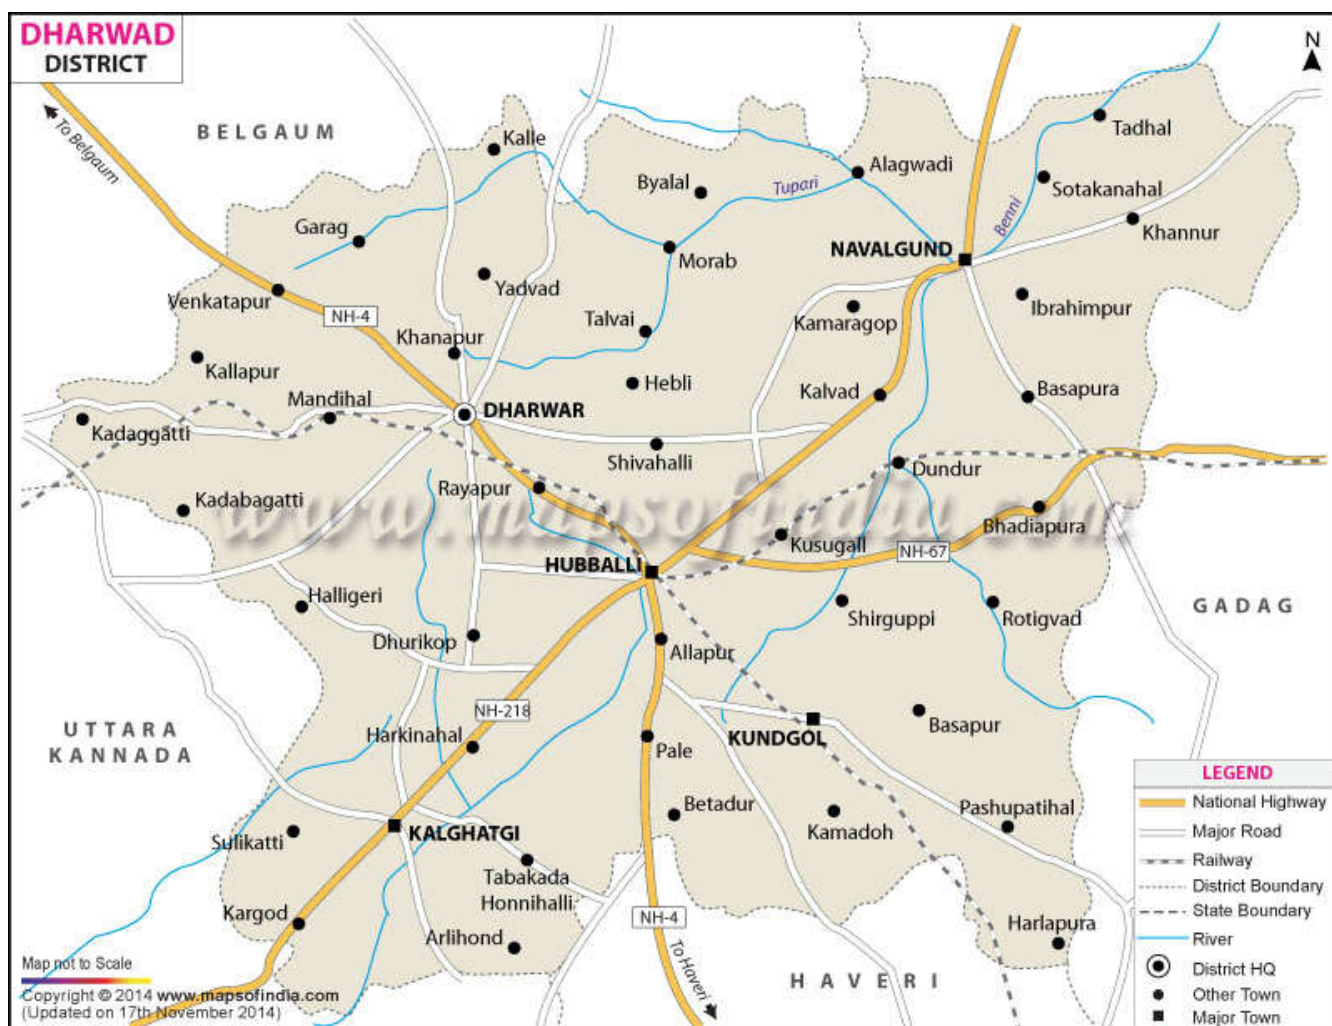 DHARWAD
DISTRICT
N
To Belgaum
BELGAUM
Kalle
Tadhal
Alagwadi
Byalal
Tupari
Sotakanahal
Benni
Khannur
Garag
NAVALGUND
Morab
Yadvad
Venkatapur
Ibrahimpur
NH-4
Talvai
Kamaragop
Khanapur
Kallapur
Hebli
Kalvad
Basapura
Mandihal
DHARWAR
Kadaggatti
Shivahalli
Dundur
Rayapur
Kadabagatti
www.mapsofindia.com
Bhadiapura
Kusugall
NH-67
HUBBALLI
Halligeri
Shirguppi
Rotigvad
GADAG
Dhurikop
Allapur
NH-218
Basapur
UTTARA
KANNADA
Harkinahal
KUNDGOL
Pale
Betadur
Kamadoh
Pashupatihal
Sulikatti
KALGHATGI
Tabakada
Honnihalli
Kargod
NH-4
Harlapura
Arlihond
To Haveri
HAVERI
LEGEND
National Highway
Major Road
Railway
District Boundary
State Boundary
River
District HQ
Other Town
Major Town
Map not to Scale
Copyright © 2014 www.mapsofindia.com
(Updated on 17th November 2014)